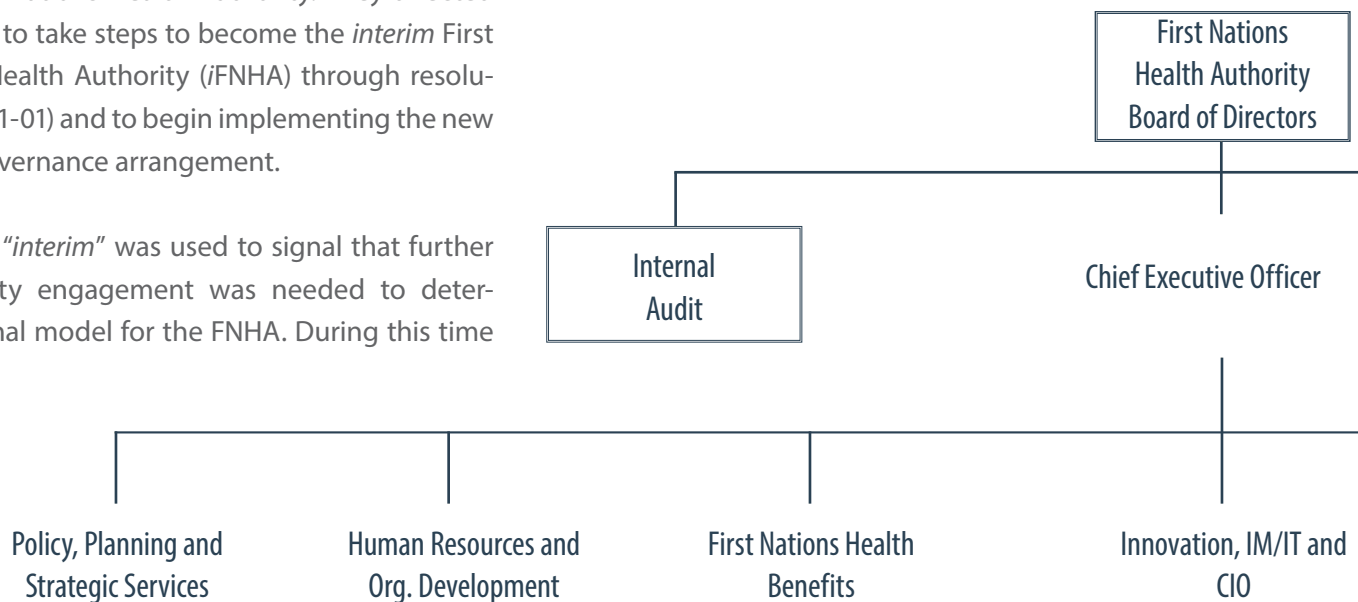 to take steps to become the interim First
Health Authority (iFNHA) through resolu-
1-01) and to begin implementing the new
vernance arrangement.
“interim” was used to signal that further
ty engagement was needed to deter-
nal model for the FNHA. During this time
First Nations
Health Authority
Board of Directors
Internal
Audit
Chief Executive Officer
Policy, Planning and
Strategic Services
Human Resources and
Org. Development
First Nations Health
Benefits
Innovation, IM/IT and
CIO